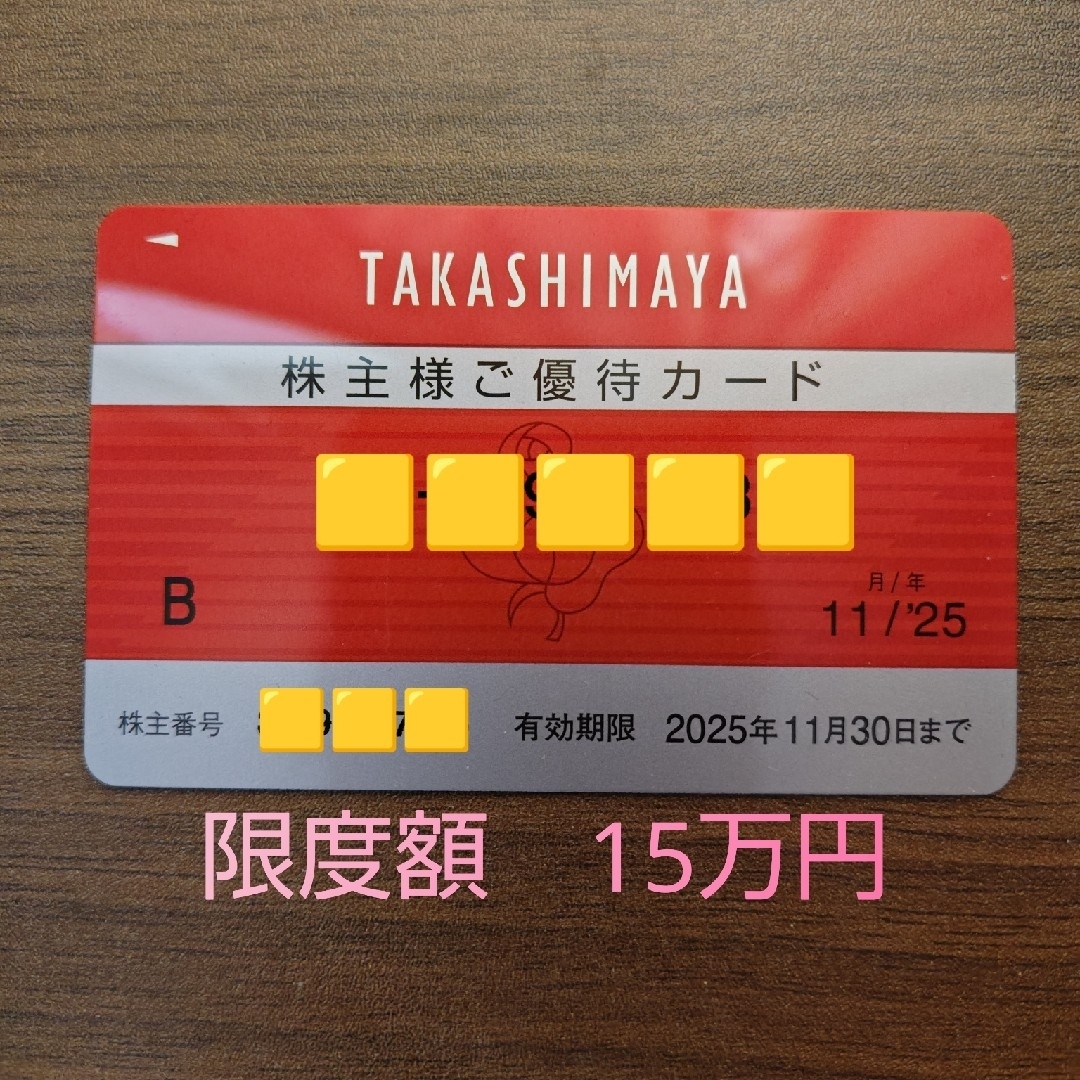 TAKASHIMAYA
株主様ご優待カード
B
月/年
11/'25
株主番号
有効期限 2025年11月30日まで
限度額 15万円